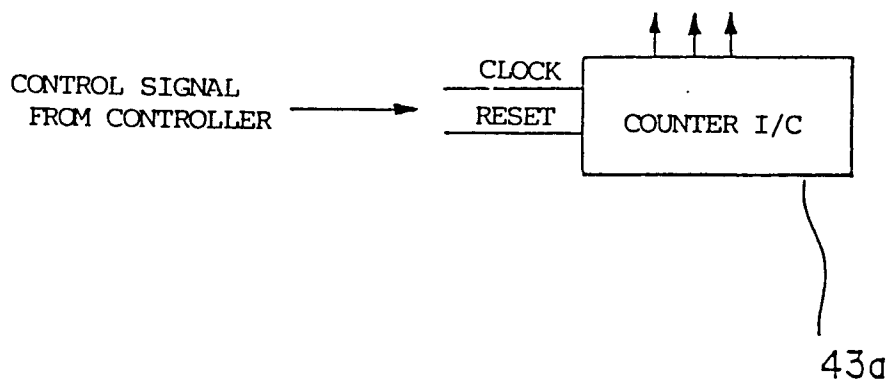 CONTROL SIGNAL
FROM CONTROLLER
CLOCK
RESET
COUNTER I/C
43a